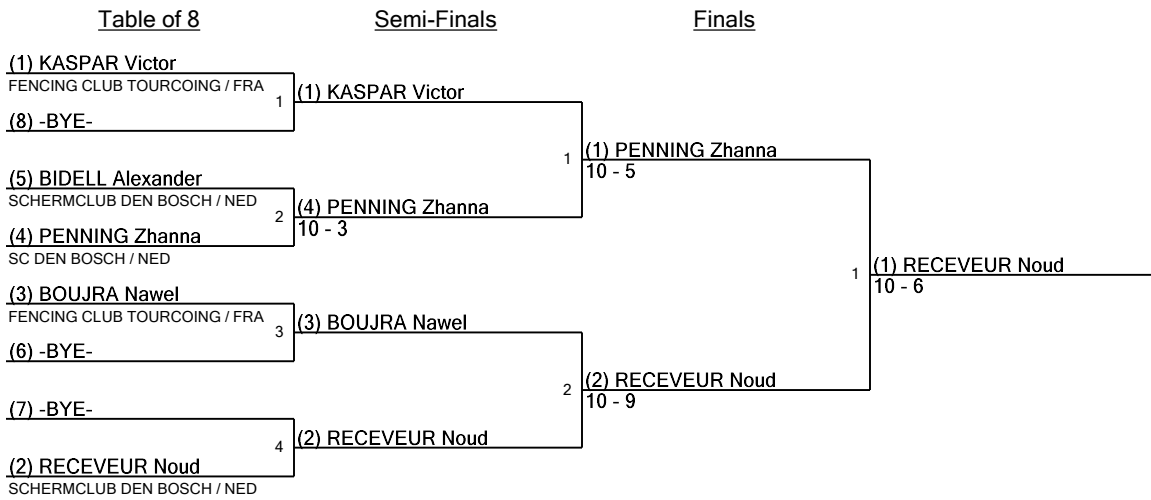 Table of 8
Semi-Finals
Finals
(1) KASPAR Victor
FENCING CLUB TOURCOING / FRA
1
(8) -BYE-
(5) BIDELL Alexander
SCHERMCLUB DEN BOSCH / NED
2
(4) PENNING Zhanna
SC DEN BOSCH / NED
(3) BOUJRA Nawel
FENCING CLUB TOURCOING / FRA
3
(6) -BYE-
(7) -BYE-
4
(2) RECEVEUR Noud
SCHERMCLUB DEN BOSCH / NED
(1) KASPAR Victor
1
(4) PENNING Zhanna
10 - 3
(3) BOUJRA Nawel
2
(2) RECEVEUR Noud
(1) PENNING Zhanna
10 - 5
1
(2) RECEVEUR Noud
10 - 9
(1) RECEVEUR Noud
10 - 6